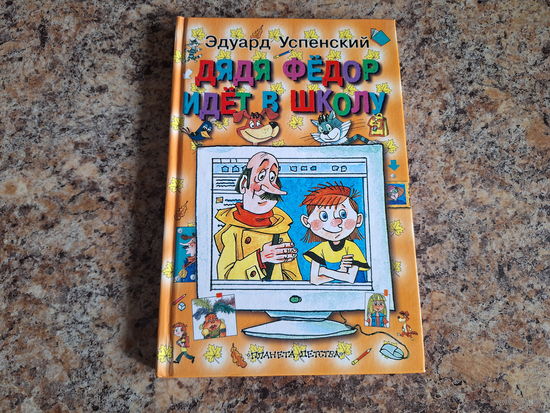 Эдуард Успенский
ДЯДЯ ФЁДОР
ИДЁТ В ШКОЛУ
ПЛАНЕТА ДЕТСТВА